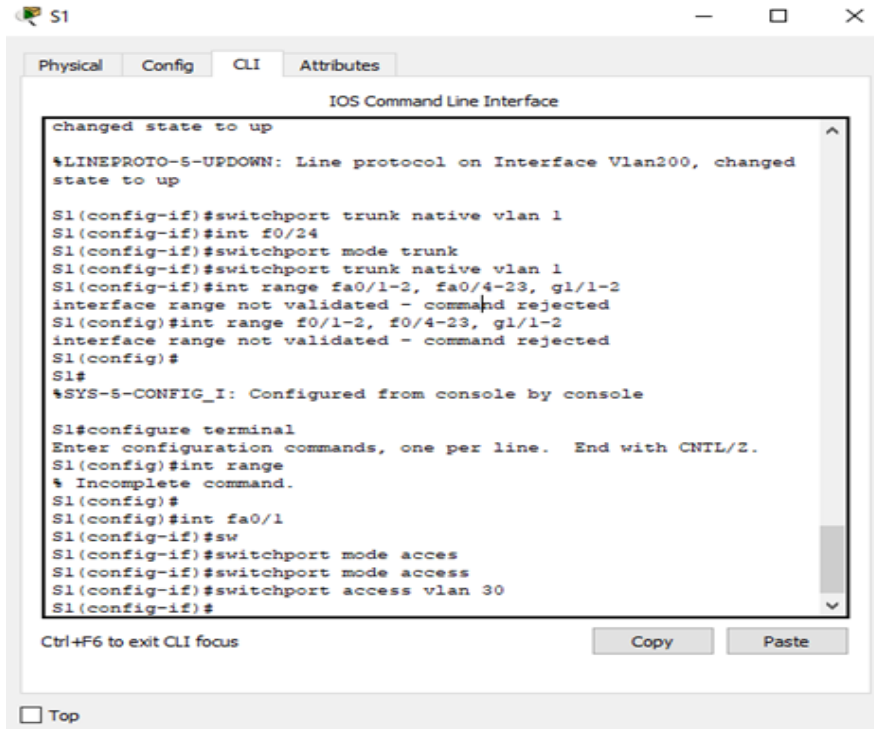 S1
Physical Config CLI Attributes
IOS Command Line Interface
changed state to up
%LINEPROTO-5-UPDOWN: Line protocol on Interface Vlan200, changed
state to up
S1(config-if)#switchport trunk native vlan 1
S1(config-if)#int f0/24
S1(config-if)#switchport mode trunk
S1(config-if)#switchport trunk native vlan 1
S1(config-if)#int range fa0/1-2, fa0/4-23, g1/1-2
interface range not validated - command rejected
S1(config)#int range f0/1-2, f0/4-23, g1/1-2
interface range not validated - command rejected
S1(config)#
S1#
%SYS-5-CONFIG_I: Configured from console by console
S1#configure terminal
Enter configuration commands, one per line.  End with CNTL/Z.
S1(config)#int range
% Incomplete command.
S1(config)#
S1(config)#int fa0/1
S1(config-if)#sw
S1(config-if)#switchport mode acces
S1(config-if)#switchport mode access
S1(config-if)#switchport access vlan 30
S1(config-if)#
Ctrl+F6 to exit CLI focus
Copy Paste
Top